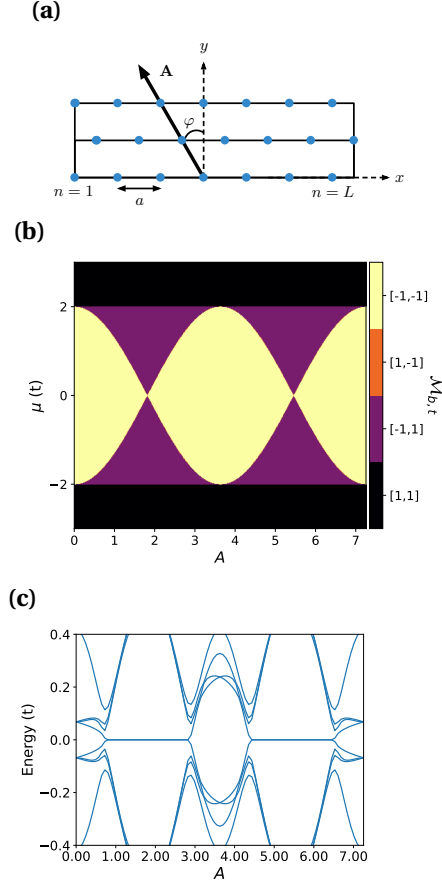 (a)
y
A
φ
x
n = 1
a
n = L
(b)
2
0
−2
μ (t)
0 1 2 3 4 5 6 7
A
[-1,-1]
[1,-1]
[-1,1]
[1,1]
ℳb,t
(c)
0.4
0.2
0.0
−0.2
−0.4
Energy (t)
0.00 1.00 2.00 3.00 4.00 5.00 6.00 7.00
A